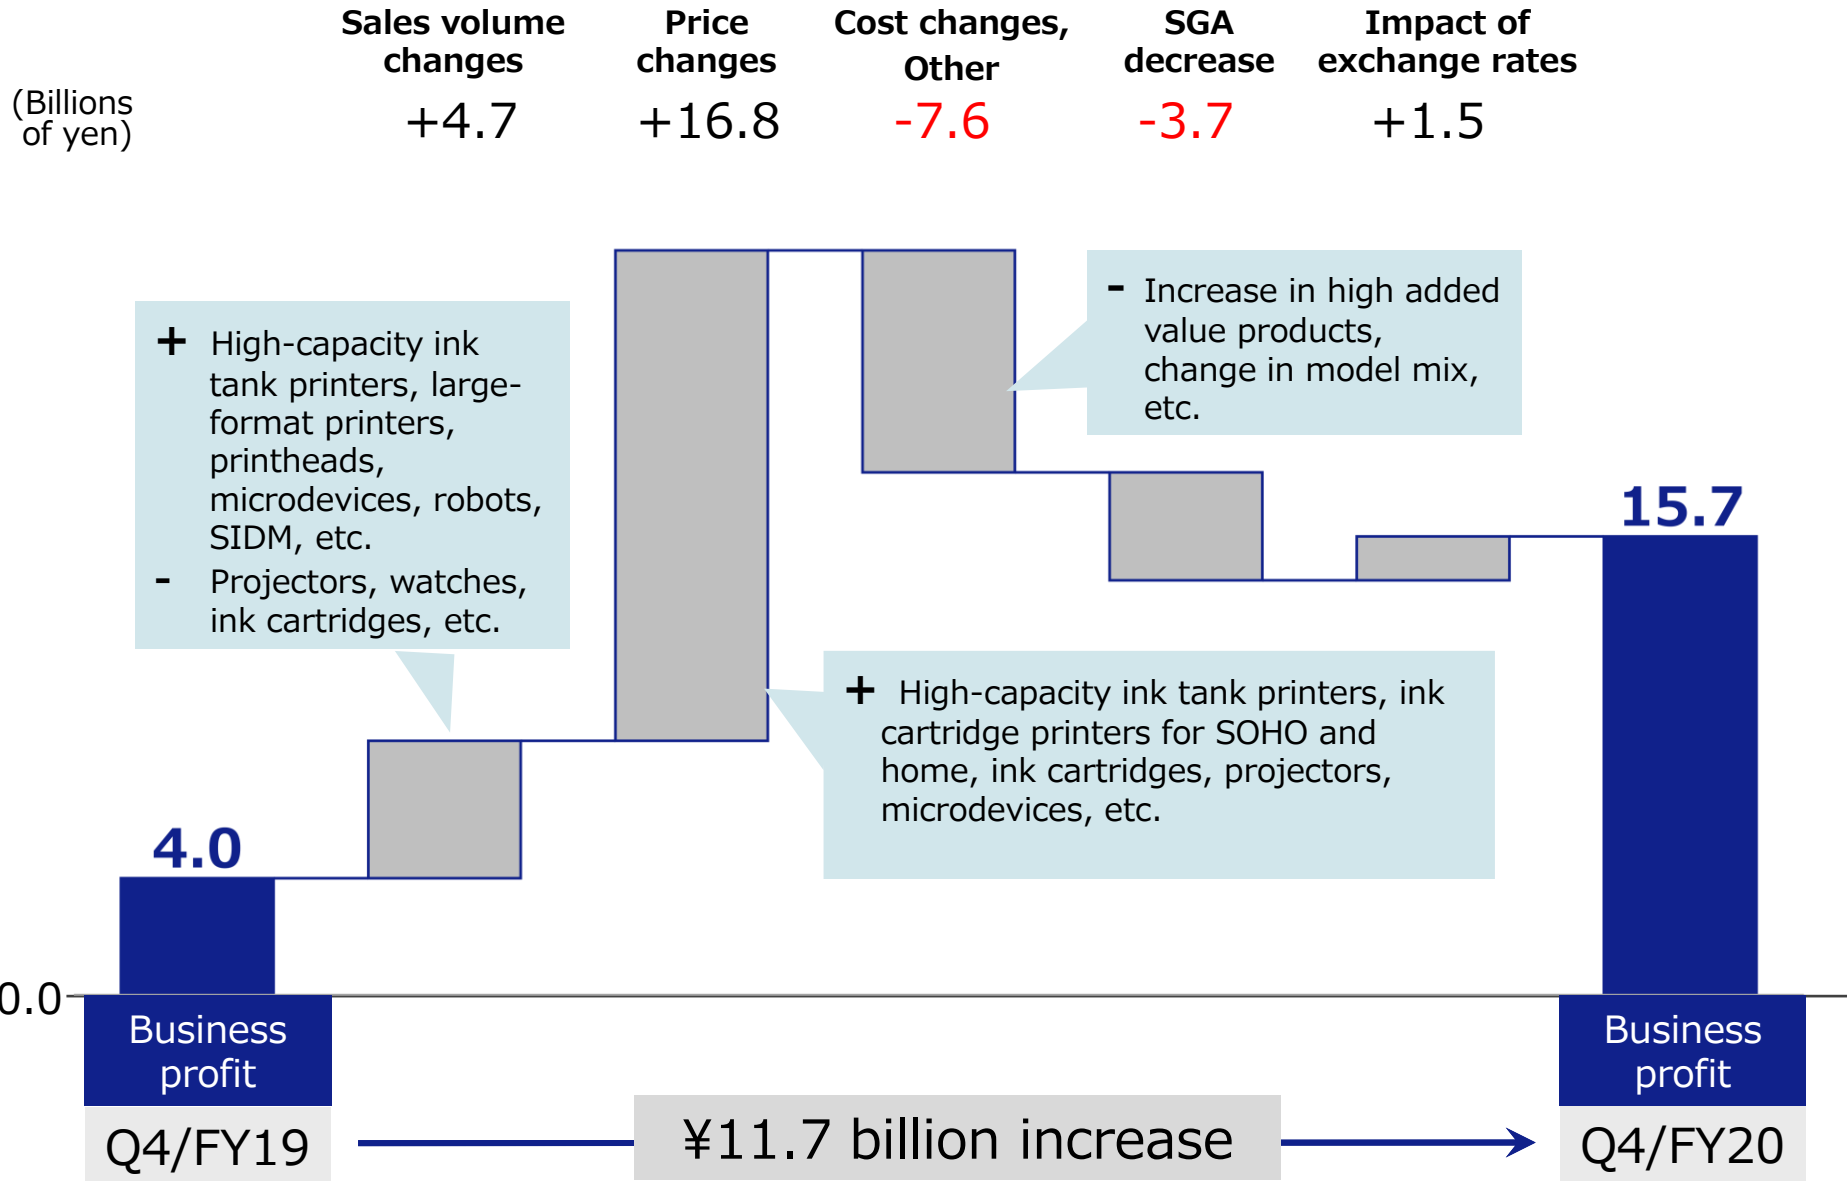 Sales volume
changes
Price
changes
Cost changes,
Other
SGA
decrease
Impact of
exchange rates
(Billions
of yen)
+4.7
+16.8
-7.6
-3.7
+1.5
+ High-capacity ink
tank printers, large-
format printers,
printheads,
microdevices, robots,
SIDM, etc.
- Projectors, watches,
ink cartridges, etc.
- Increase in high added
value products,
change in model mix,
etc.
+ High-capacity ink tank printers, ink
cartridge printers for SOHO and
home, ink cartridges, projectors,
microdevices, etc.
4.0
15.7
0.0
Business
profit
Q4/FY19
¥11.7 billion increase
Business
profit
Q4/FY20